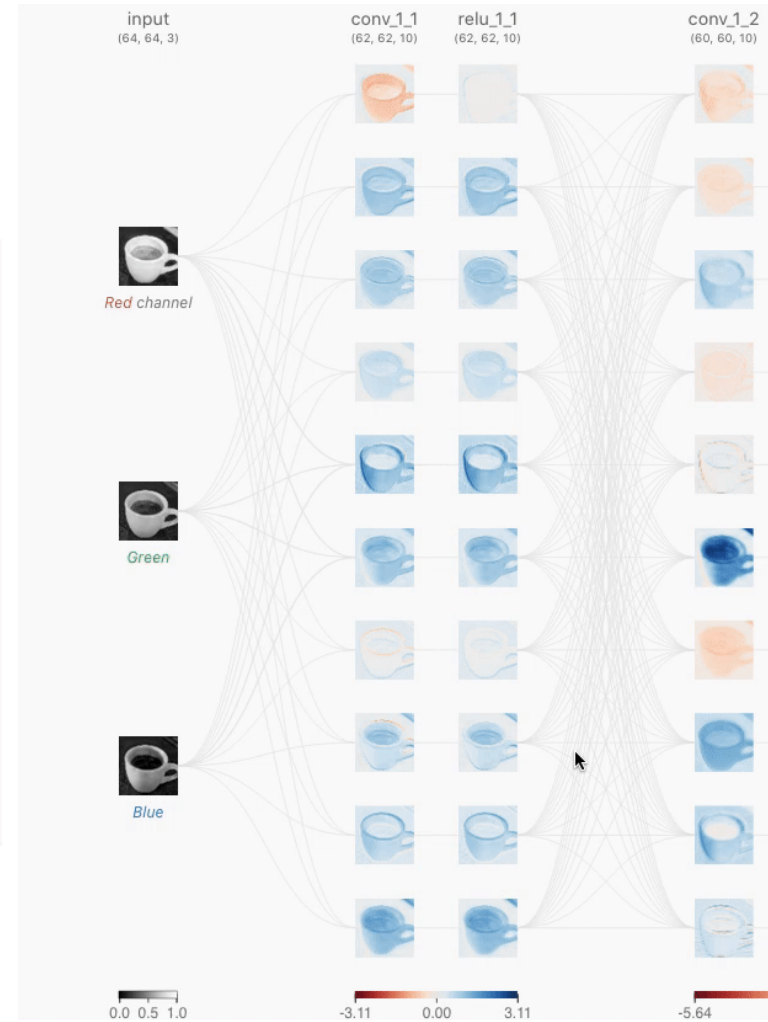 input
(64, 64, 3)
conv_1_1
(62, 62, 10)
relu_1_1
(62, 62, 10)
conv_1_2
(60, 60, 10)
Red channel
Green
Blue
0.0 0.5 1.0
-3.11 0.00 3.11
-5.64